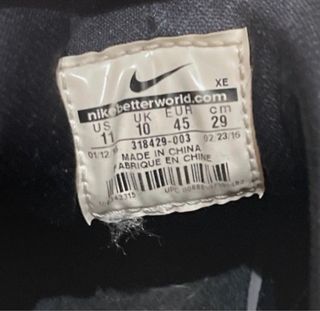 XE
nikebetterworld.com
US UK EUR cm
11 10 45 29
01/12 318429-003 02/23/16
MADE IN CHINA
FABRIQUE EN CHINE
UPC